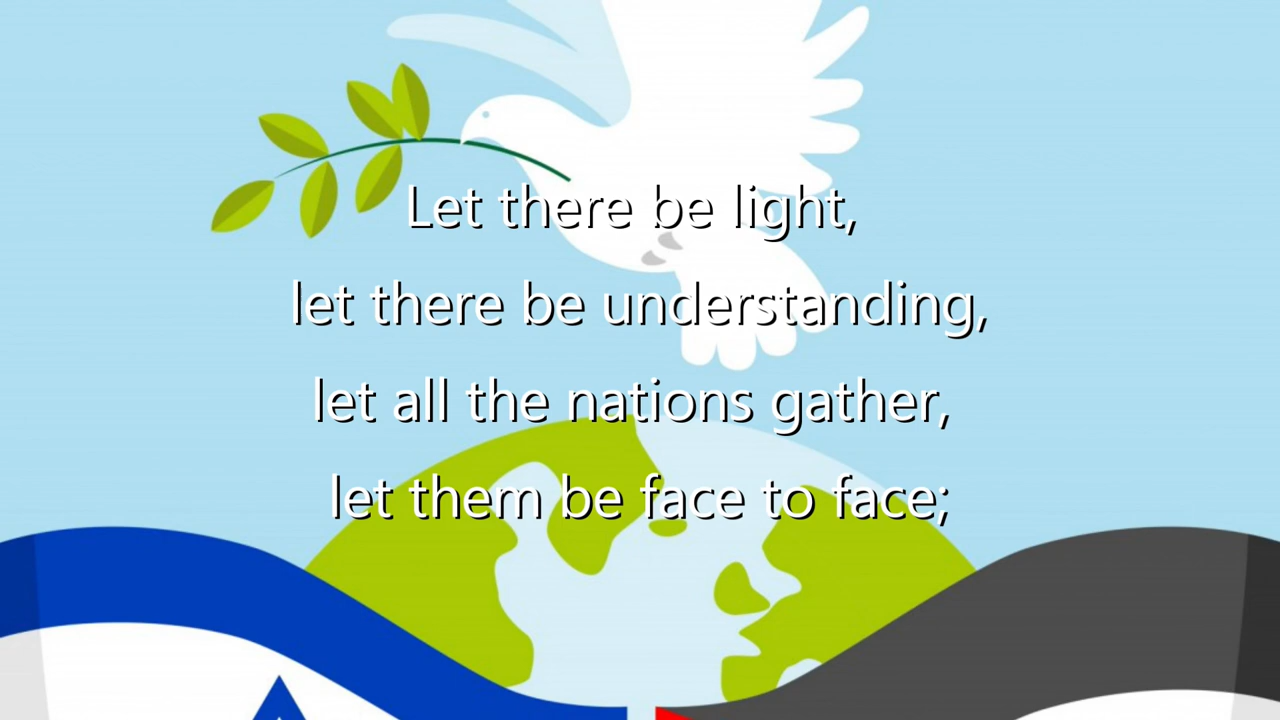 Let there be light,
let there be understanding,
let all the nations gather,
let them be face to face;